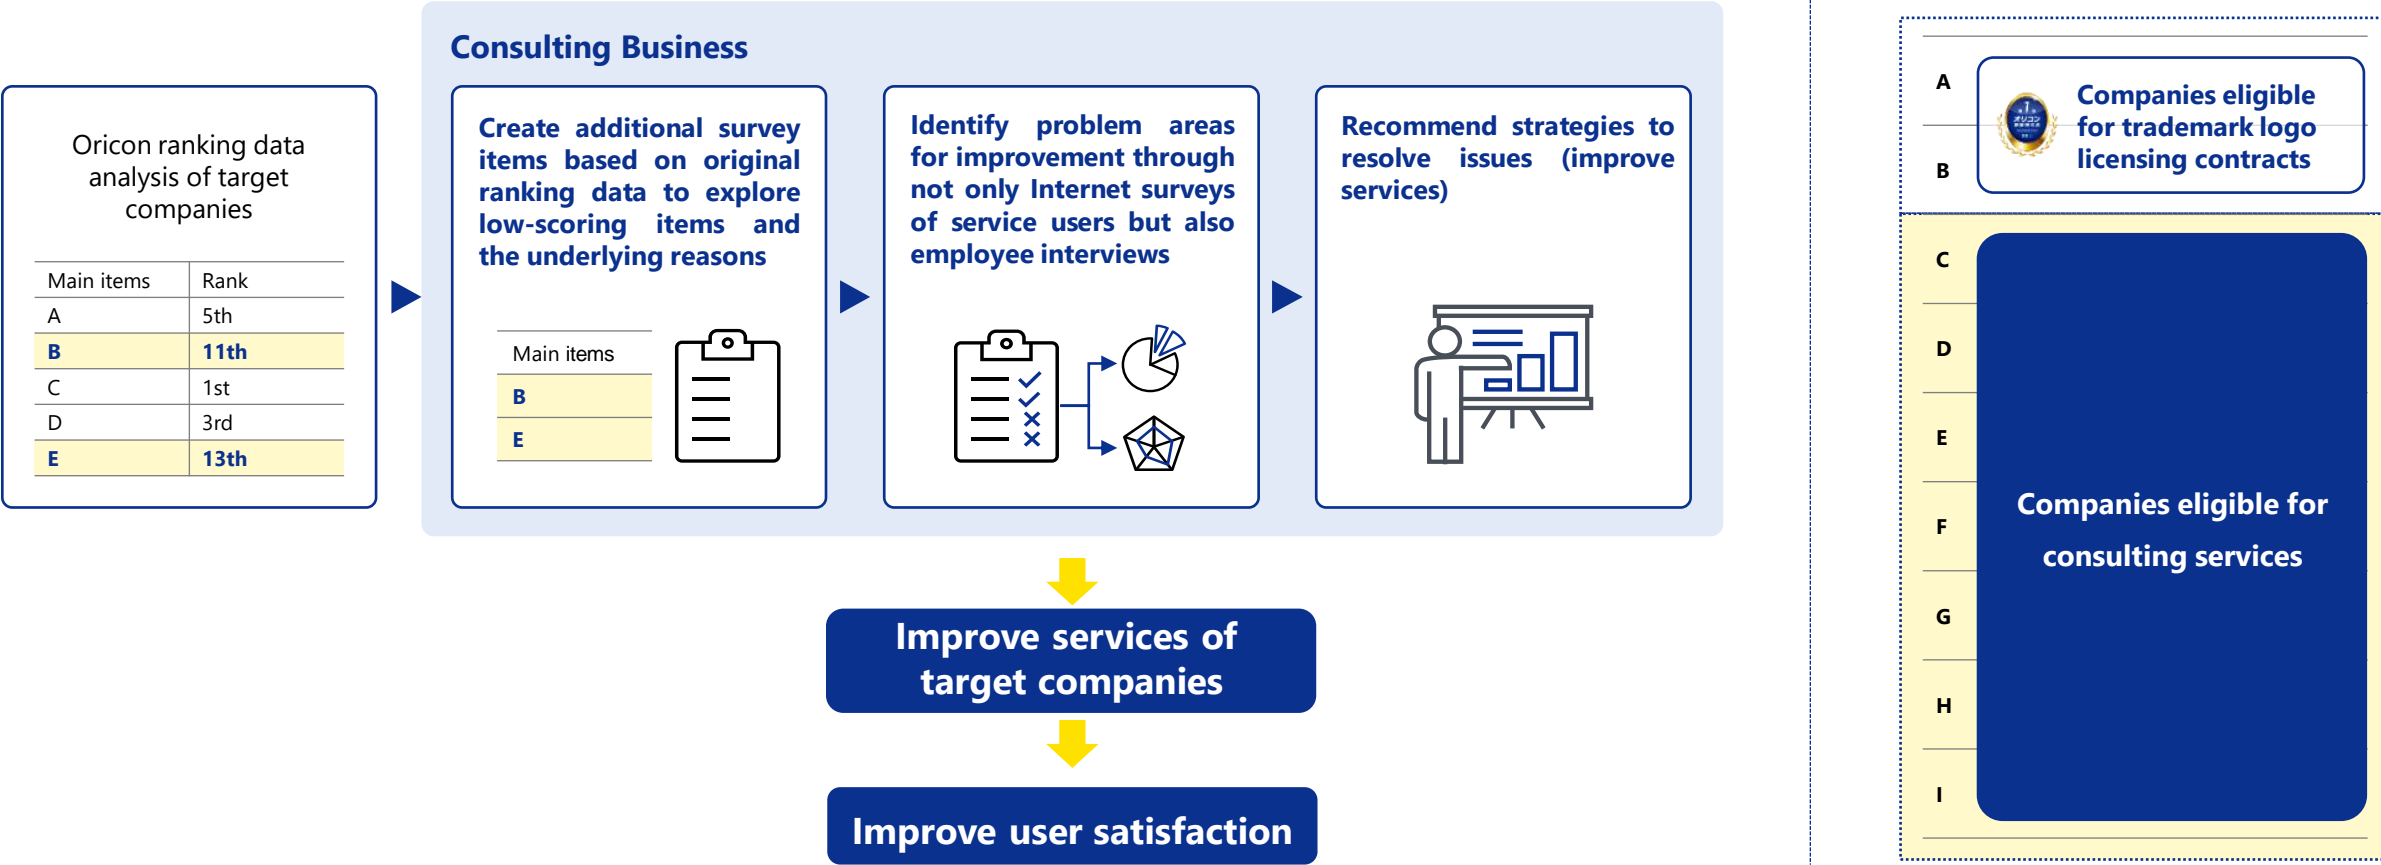 Consulting Business
Oricon ranking data
analysis of target
companies
Main items Rank
A 5th
B 11th
C 1st
D 3rd
E 13th
Create additional survey
items based on original
ranking data to explore
low-scoring items and
the underlying reasons
Main items
B
E
Identify problem areas
for improvement through
not only Internet surveys
of service users but also
employee interviews
Recommend strategies to
resolve issues (improve
services)
Improve services of
target companies
Improve user satisfaction
A
B
オリコン
Companies eligible
for trademark logo
licensing contracts
C
D
E
F
G
H
I
Companies eligible for
consulting services